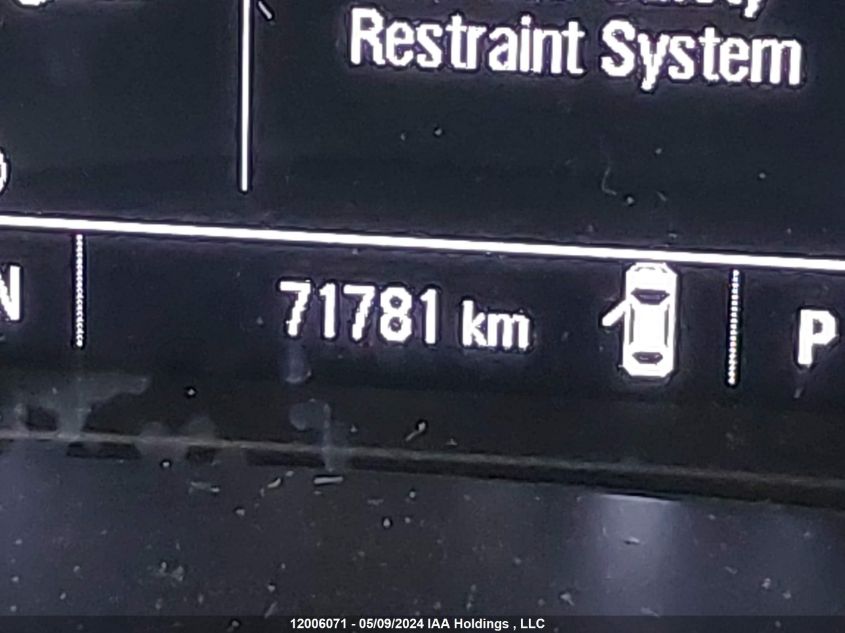 Restraint System
N
71781 km
P
12006071 - 05/09/2024 IAA Holdings , LLC